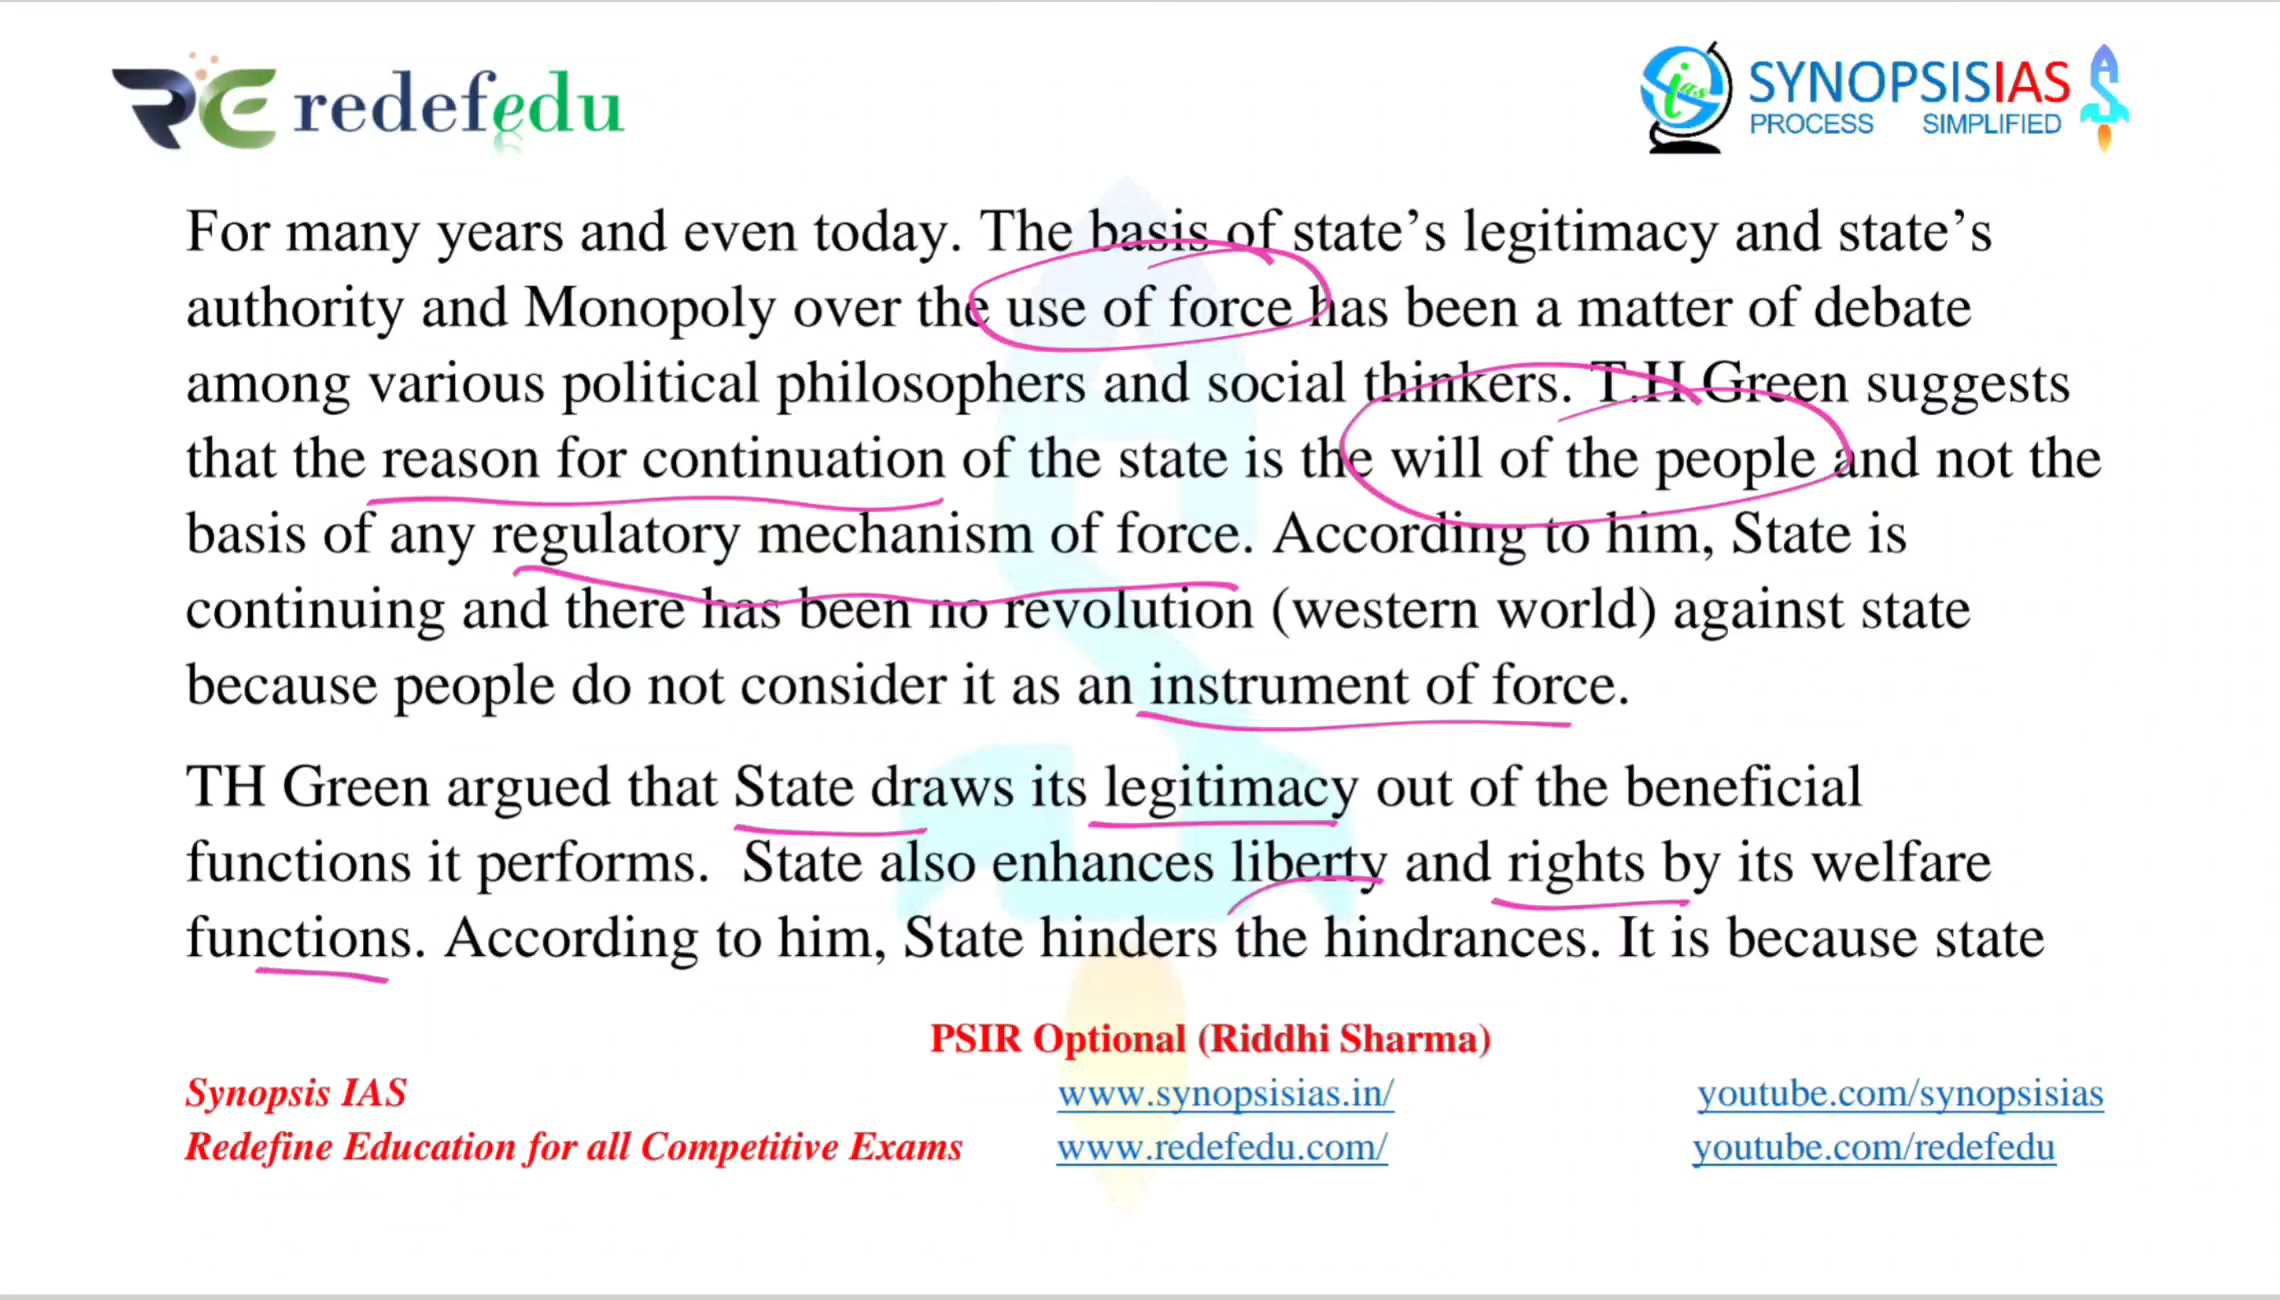 redefedu
SYNOPSISIAS
PROCESS SIMPLIFIED
For many years and even today. The basis of state’s legitimacy and state’s
authority and Monopoly over the use of force has been a matter of debate
among various political philosophers and social thinkers. T.H Green suggests
that the reason for continuation of the state is the will of the people and not the
basis of any regulatory mechanism of force. According to him, State is
continuing and there has been no revolution (western world) against state
because people do not consider it as an instrument of force.
TH Green argued that State draws its legitimacy out of the beneficial
functions it performs.  State also enhances liberty and rights by its welfare
functions. According to him, State hinders the hindrances. It is because state
PSIR Optional (Riddhi Sharma)
Synopsis IAS www.synopsisias.in/ youtube.com/synopsisias
Redefine Education for all Competitive Exams www.redefedu.com/ youtube.com/redefedu